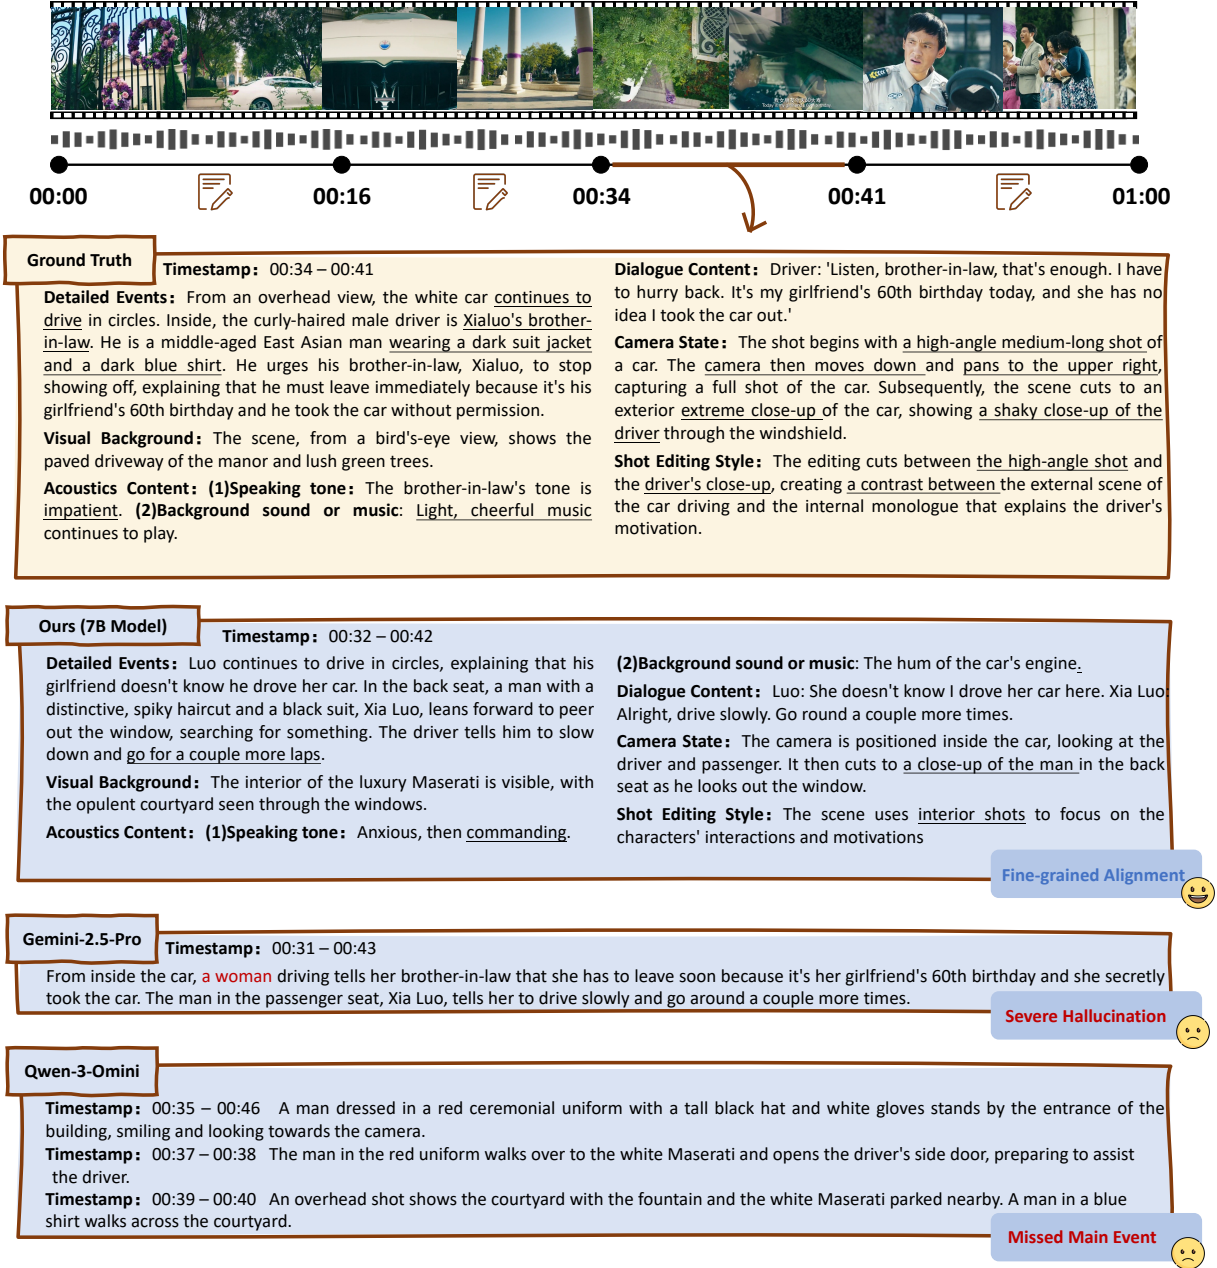 00:00
00:16
00:34
00:41
01:00
Ground Truth
Timestamp: 00:34 – 00:41
Detailed Events: From an overhead view, the white car continues to
drive in circles. Inside, the curly-haired male driver is Xialuo's brother-
in-law. He is a middle-aged East Asian man wearing a dark suit jacket
and a dark blue shirt. He urges his brother-in-law, Xialuo, to stop
showing off, explaining that he must leave immediately because it's his
girlfriend's 60th birthday and he took the car without permission.
Visual Background: The scene, from a bird's-eye view, shows the
paved driveway of the manor and lush green trees.
Acoustics Content: (1)Speaking tone: The brother-in-law's tone is
impatient. (2)Background sound or music: Light, cheerful music
continues to play.
Dialogue Content: Driver: 'Listen, brother-in-law, that's enough. I have
to hurry back. It's my girlfriend's 60th birthday today, and she has no
idea I took the car out.'
Camera State: The shot begins with a high-angle medium-long shot of
a car. The camera then moves down and pans to the upper right,
capturing a full shot of the car. Subsequently, the scene cuts to an
exterior extreme close-up of the car, showing a shaky close-up of the
driver through the windshield.
Shot Editing Style: The editing cuts between the high-angle shot and
the driver's close-up, creating a contrast between the external scene of
the car driving and the internal monologue that explains the driver's
motivation.
Ours (7B Model)
Timestamp: 00:32 – 00:42
Detailed Events: Luo continues to drive in circles, explaining that his
girlfriend doesn't know he drove her car. In the back seat, a man with a
distinctive, spiky haircut and a black suit, Xia Luo, leans forward to peer
out the window, searching for something. The driver tells him to slow
down and go for a couple more laps.
Visual Background: The interior of the luxury Maserati is visible, with
the opulent courtyard seen through the windows.
Acoustics Content: (1)Speaking tone: Anxious, then commanding.
(2)Background sound or music: The hum of the car's engine.
Dialogue Content: Luo: She doesn't know I drove her car here. Xia Luo:
Alright, drive slowly. Go round a couple more times.
Camera State: The camera is positioned inside the car, looking at the
driver and passenger. It then cuts to a close-up of the man in the back
seat as he looks out the window.
Shot Editing Style: The scene uses interior shots to focus on the
characters' interactions and motivations
Fine-grained Alignment
Gemini-2.5-Pro
Timestamp: 00:31 – 00:43
From inside the car, a woman driving tells her brother-in-law that she has to leave soon because it's her girlfriend's 60th birthday and she secretly
took the car. The man in the passenger seat, Xia Luo, tells her to drive slowly and go around a couple more times.
Severe Hallucination
Qwen-3-Omini
Timestamp: 00:35 – 00:46 A man dressed in a red ceremonial uniform with a tall black hat and white gloves stands by the entrance of the
building, smiling and looking towards the camera.
Timestamp: 00:37 – 00:38 The man in the red uniform walks over to the white Maserati and opens the driver's side door, preparing to assist
the driver.
Timestamp: 00:39 – 00:40 An overhead shot shows the courtyard with the fountain and the white Maserati parked nearby. A man in a blue
shirt walks across the courtyard.
Missed Main Event